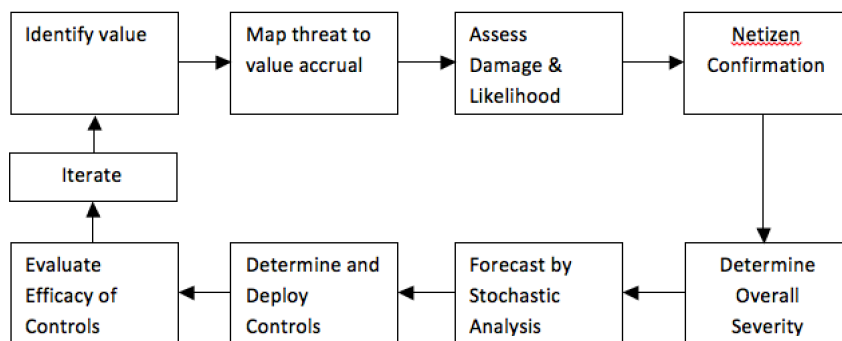 Identify value
Map threat to
value accrual
Assess
Damage &
Likelihood
Netizen
Confirmation
Iterate
Evaluate
Efficacy of
Controls
Determine and
Deploy
Controls
Forecast by
Stochastic
Analysis
Determine
Overall
Severity